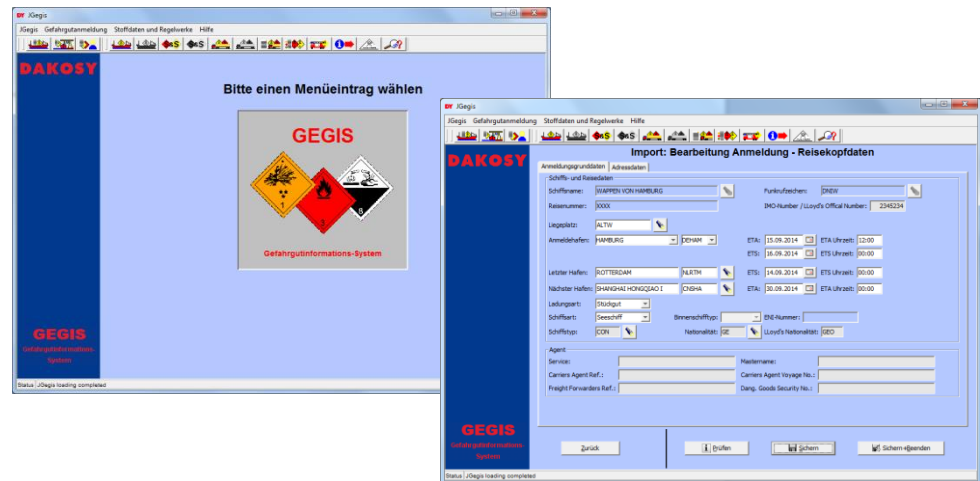 JGegis
JGegis Gefahrgutanmeldung Stoffdaten und Regelwerke Hilfe
DAKOSY
Bitte einen Menüeintrag wählen
GEGIS
1
3
8
Gefahrgutinformations-System
GEGIS
Gefahrgutinformations-
System
Status JGegis loading completed
JGegis
JGegis Gefahrgutanmeldung Stoffdaten und Regelwerke Hilfe
DAKOSY
Import: Bearbeitung Anmeldung - Reisekopfdaten
Anmeldungsgrunddaten Adressdaten
Schiffs- und Reisedaten
Schiffsname: WAPPEN VON HAMBURG Funkrufzeichen: DNIW
Reisenummer: XXXX IMO-Number / LLoyd's Offical Number: 2345234
Liegeplatz: ALTW
Anmeldehafen: HAMBURG DEHAM ETA: 15.09.2014 ETA Uhrzeit: 12:00
ETS: 16.09.2014 ETS Uhrzeit: 00:00
Letzter Hafen: ROTTERDAM NLRTM ETS: 14.09.2014 ETS Uhrzeit: 00:00
Nächster Hafen: SHANGHAI HONGQIAO I CNSHA ETA: 30.09.2014 ETA Uhrzeit: 00:00
Ladungsart: Stückgut
Schiffsart: Seeschiff Binnenschifftyp: ENI-Nummer:
Schiffstyp: CON Nationalität: GE LLoyd's Nationalität: GEO
Agent
Service: Mastername:
Carriers Agent Ref.: Carriers Agent Voyage No.:
Freight Forwarders Ref.: Dang. Goods Security No.:
GEGIS
Gefahrgutinformations-
System
Zurück Prüfen Sichern Sichern+Beenden
Status JGegis loading completed